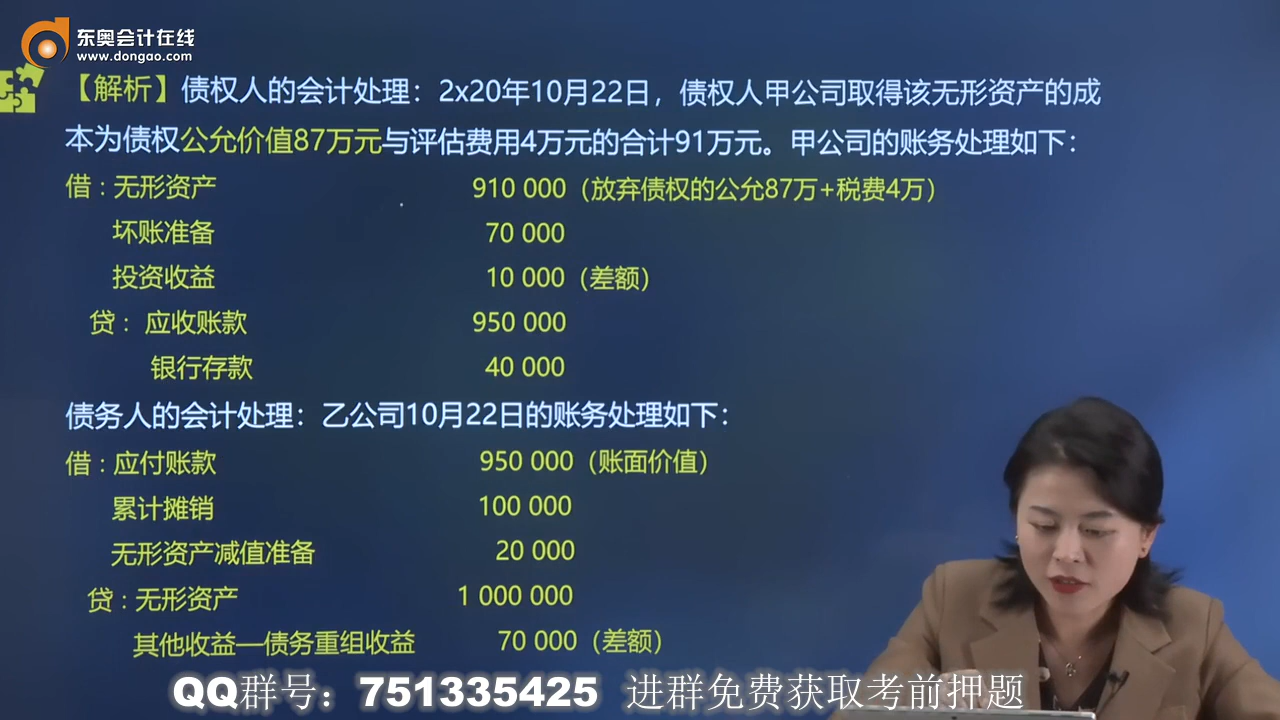 东奥会计在线
www.dongao.com
【解析】债权人的会计处理：2x20年10月22日，债权人甲公司取得该无形资产的成
本为债权公允价值87万元与评估费用4万元的合计91万元。甲公司的账务处理如下：
借：无形资产 910 000（放弃债权的公允87万+税费4万）
坏账准备 70 000
投资收益 10 000（差额）
贷：应收账款 950 000
银行存款 40 000
债务人的会计处理：乙公司10月22日的账务处理如下：
借：应付账款 950 000（账面价值）
累计摊销 100 000
无形资产减值准备 20 000
贷：无形资产 1 000 000
其他收益—债务重组收益 70 000（差额）
QQ群号：751335425 进群免费获取考前押题